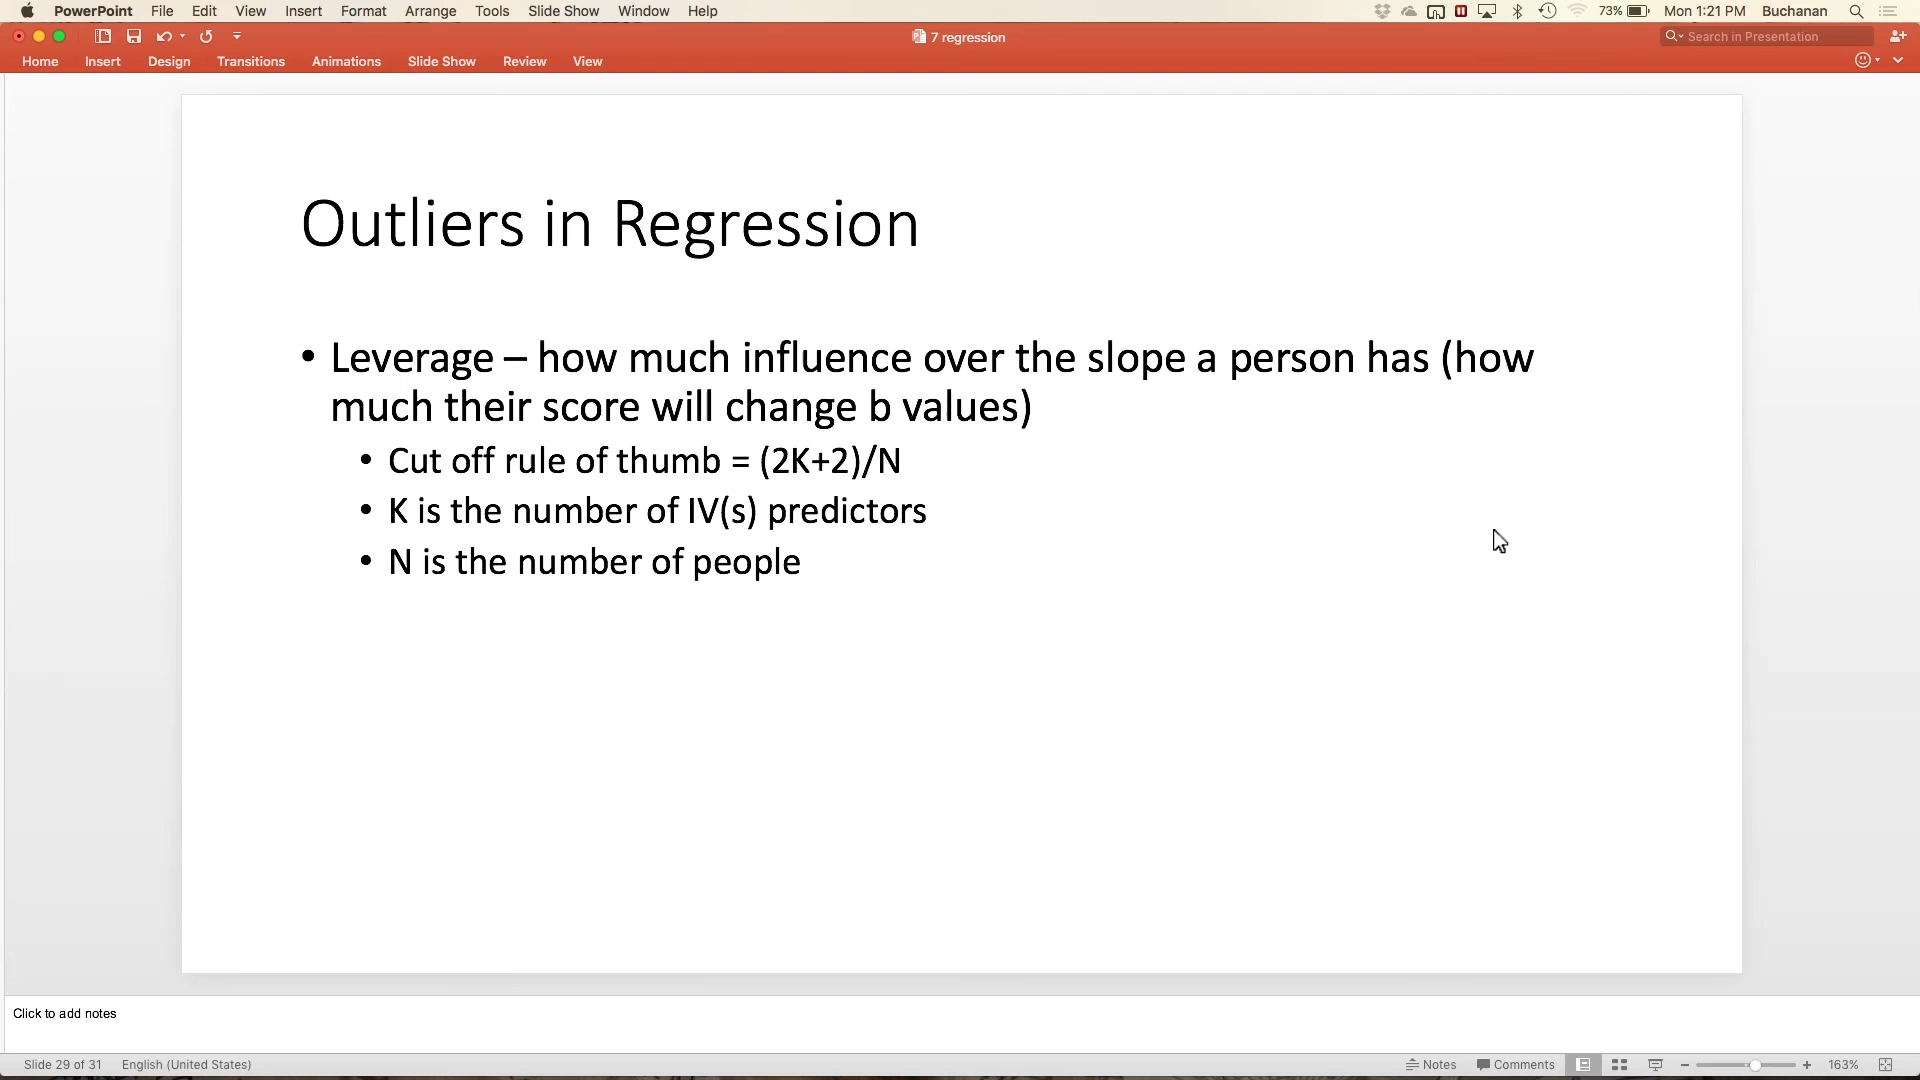 PowerPoint File Edit View Insert Format Arrange Tools Slide Show Window Help 73% Mon 1:21 PM Buchanan
7 regression Search in Presentation
Home Insert Design Transitions Animations Slide Show Review View
Outliers in Regression
• Leverage – how much influence over the slope a person has (how
much their score will change b values)
• Cut off rule of thumb = (2K+2)/N
• K is the number of IV(s) predictors
• N is the number of people
Click to add notes
Slide 29 of 31 English (United States) Notes Comments 163%